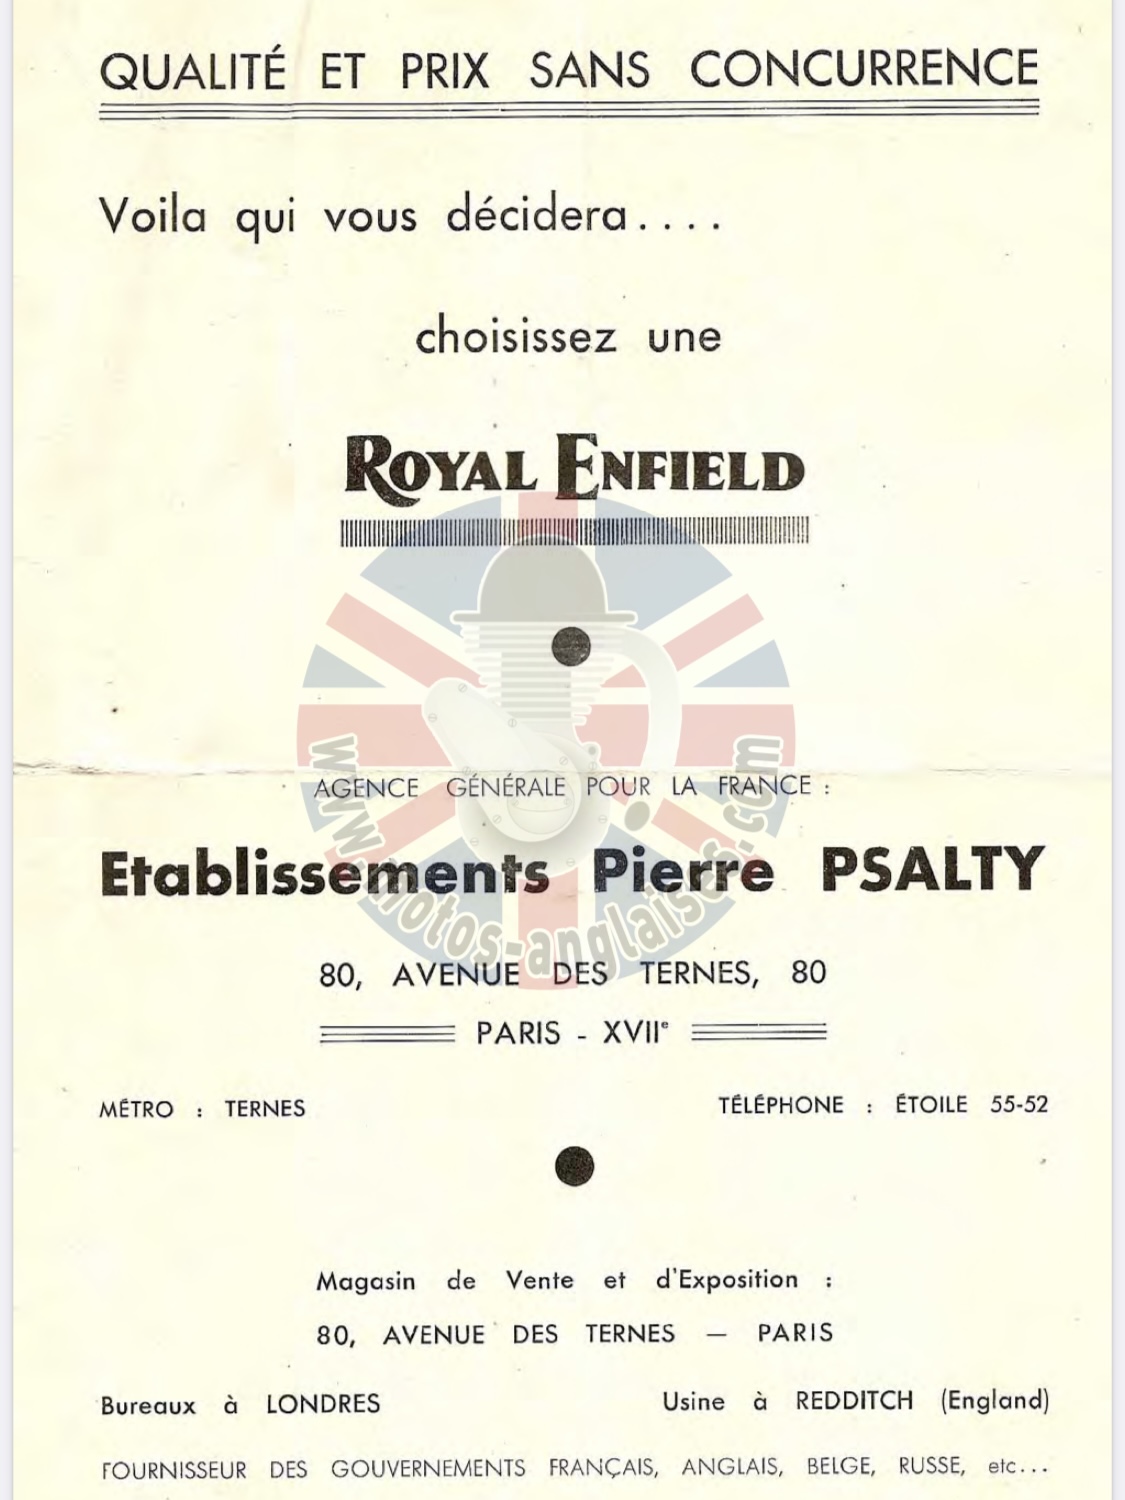 QUALITÉ ET PRIX SANS CONCURRENCE
Voila qui vous décidera....
choisissez une
ROYAL ENFIELD
AGENCE GÉNÉRALE POUR LA FRANCE :
Etablissements Pierre PSALTY
www.motos-anglaises.com
80, AVENUE DES TERNES, 80
PARIS - XVIIe
MÉTRO : TERNES
TÉLÉPHONE : ÉTOILE 55-52
Magasin de Vente et d'Exposition :
80, AVENUE DES TERNES — PARIS
Bureaux à LONDRES
Usine à REDDITCH (England)
FOURNISSEUR DES GOUVERNEMENTS FRANÇAIS, ANGLAIS, BELGE, RUSSE, etc...